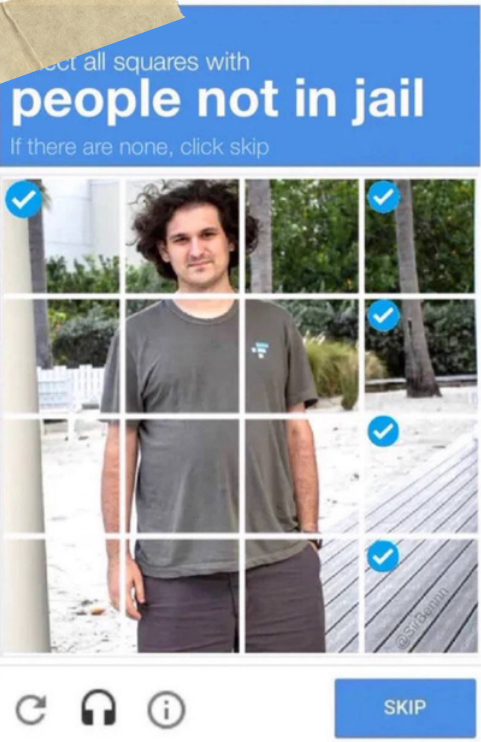 all squares with
people not in jail
If there are none, click skip
SKIP